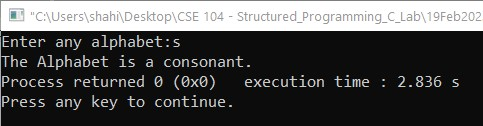 "C:\Users\shahi\Desktop\CSE 104 - Structured_Programming_C_Lab\19Feb202
Enter any alphabet:s
The Alphabet is a consonant.
Process returned 0 (0x0)   execution time : 2.836 s
Press any key to continue.